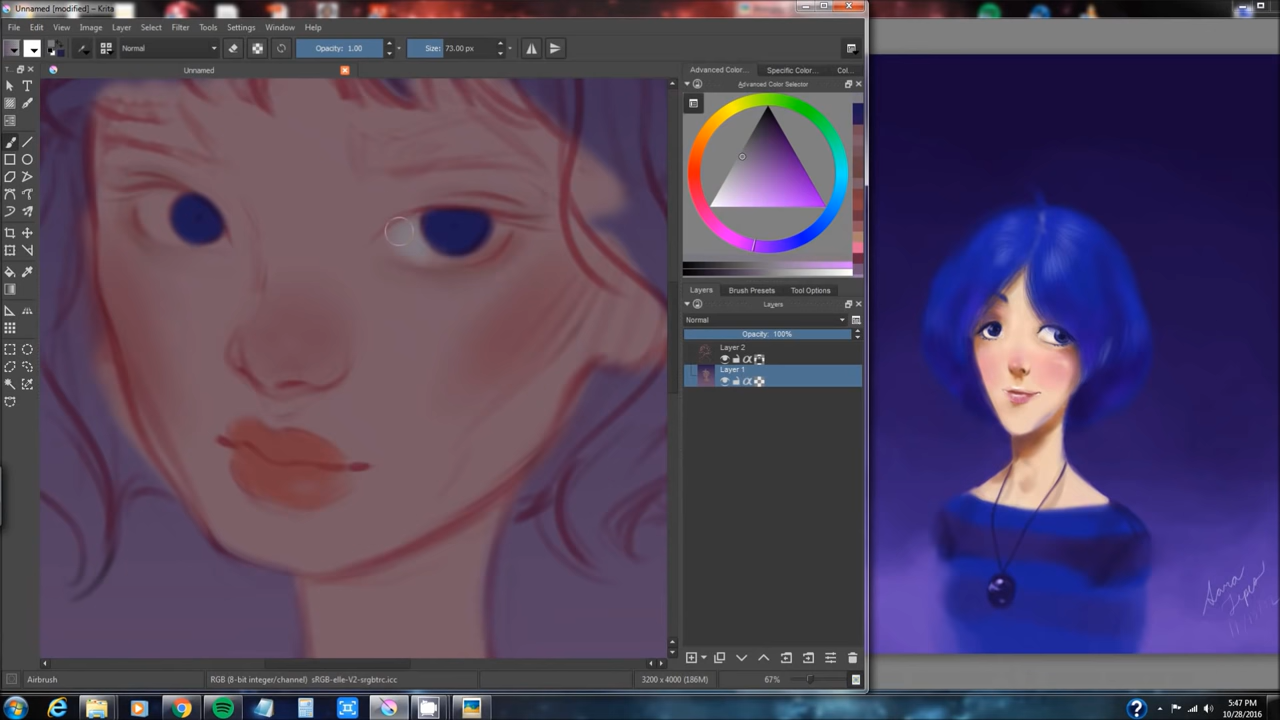 Unnamed [modified] – Krita
File Edit View Image Layer Select Filter Tools Settings Window Help
Normal Opacity: 1.00 Size: 73.00 px
T...
Unnamed
Advanced Color... Specific Color... Col...
Advanced Color Selector
Layers Brush Presets Tool Options
Layers
Normal
Opacity: 100%
Layer 2
Layer 1
Sara
Airbrush RGB (8-bit integer/channel) sRGB-elle-V2-srgbtrc.icc 3200 x 4000 (186M) 67%
5:47 PM
10/28/2016